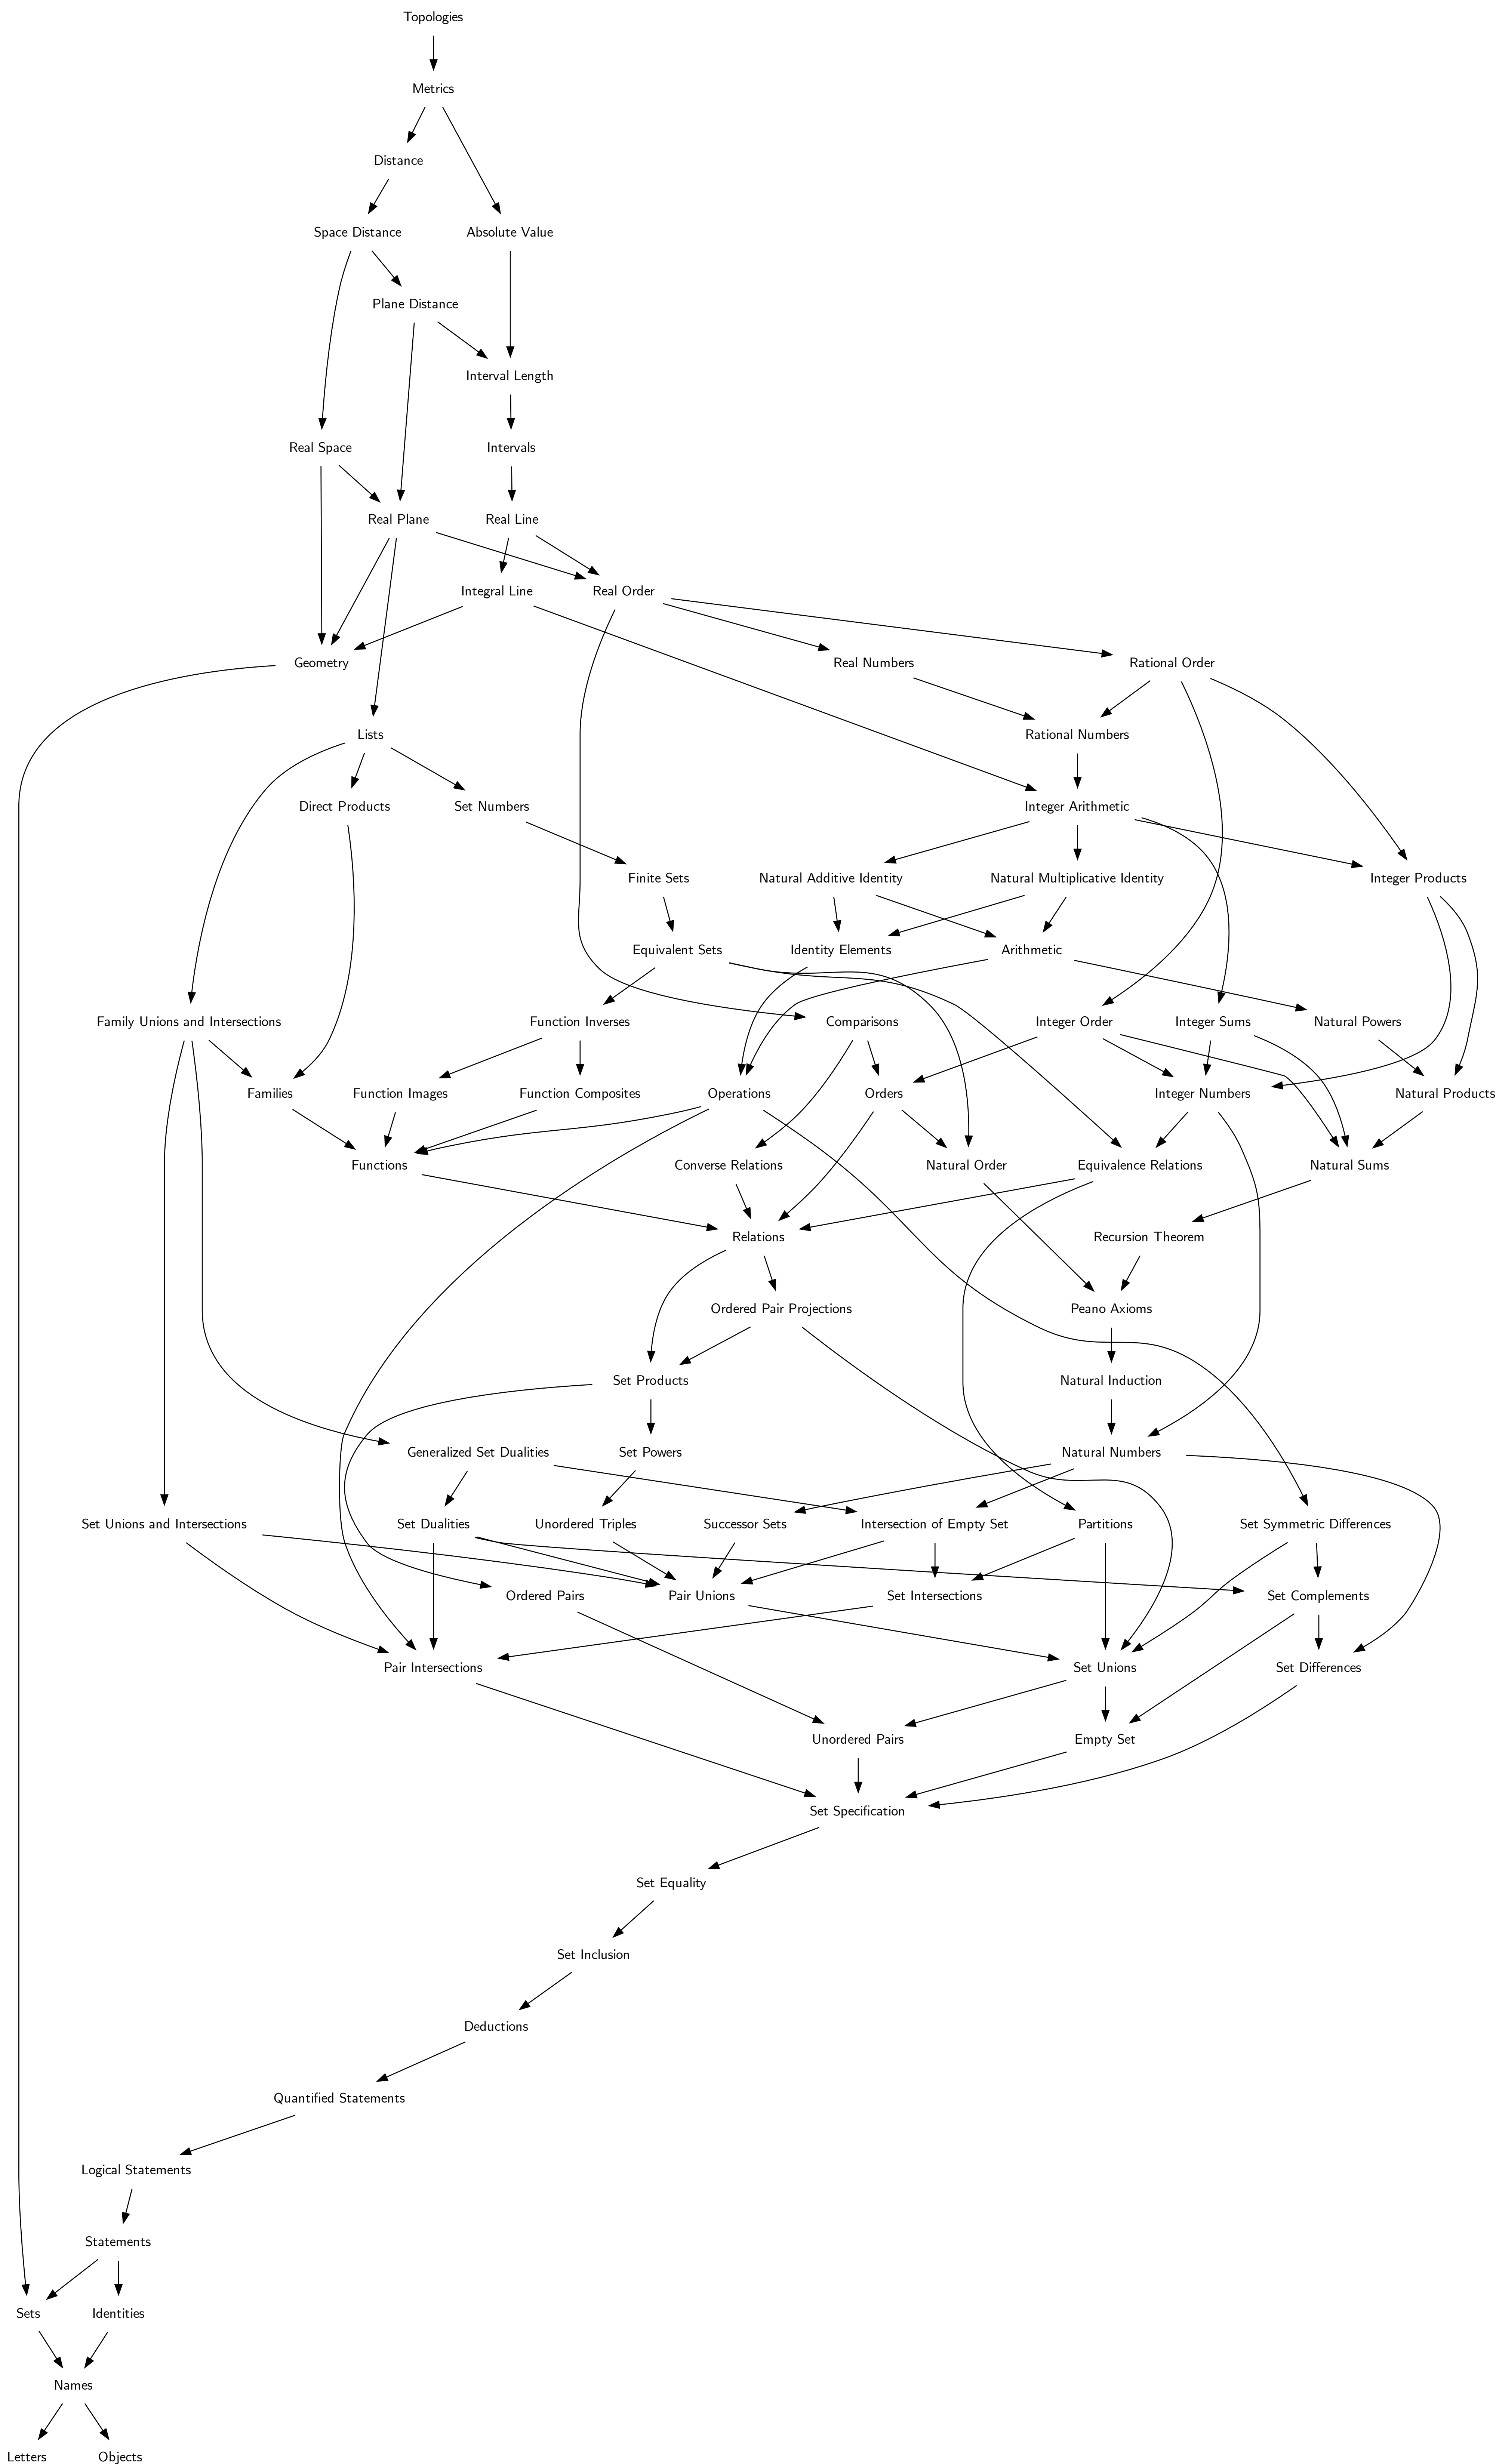 Topologies
Metrics
Distance
Space Distance
Absolute Value
Plane Distance
Interval Length
Real Space
Intervals
Real Plane
Real Line
Integral Line
Real Order
Geometry
Real Numbers
Rational Order
Lists
Rational Numbers
Direct Products
Set Numbers
Integer Arithmetic
Finite Sets
Natural Additive Identity
Natural Multiplicative Identity
Integer Products
Equivalent Sets
Identity Elements
Arithmetic
Family Unions and Intersections
Function Inverses
Comparisons
Integer Order
Integer Sums
Natural Powers
Families
Function Images
Function Composites
Operations
Orders
Integer Numbers
Natural Products
Functions
Converse Relations
Natural Order
Equivalence Relations
Natural Sums
Relations
Recursion Theorem
Ordered Pair Projections
Peano Axioms
Set Products
Natural Induction
Generalized Set Dualities
Set Powers
Natural Numbers
Set Unions and Intersections
Set Dualities
Unordered Triples
Successor Sets
Intersection of Empty Set
Partitions
Set Symmetric Differences
Ordered Pairs
Pair Unions
Set Intersections
Set Complements
Pair Intersections
Set Unions
Set Differences
Unordered Pairs
Empty Set
Set Specification
Set Equality
Set Inclusion
Deductions
Quantified Statements
Logical Statements
Statements
Sets
Identities
Names
Letters
Objects